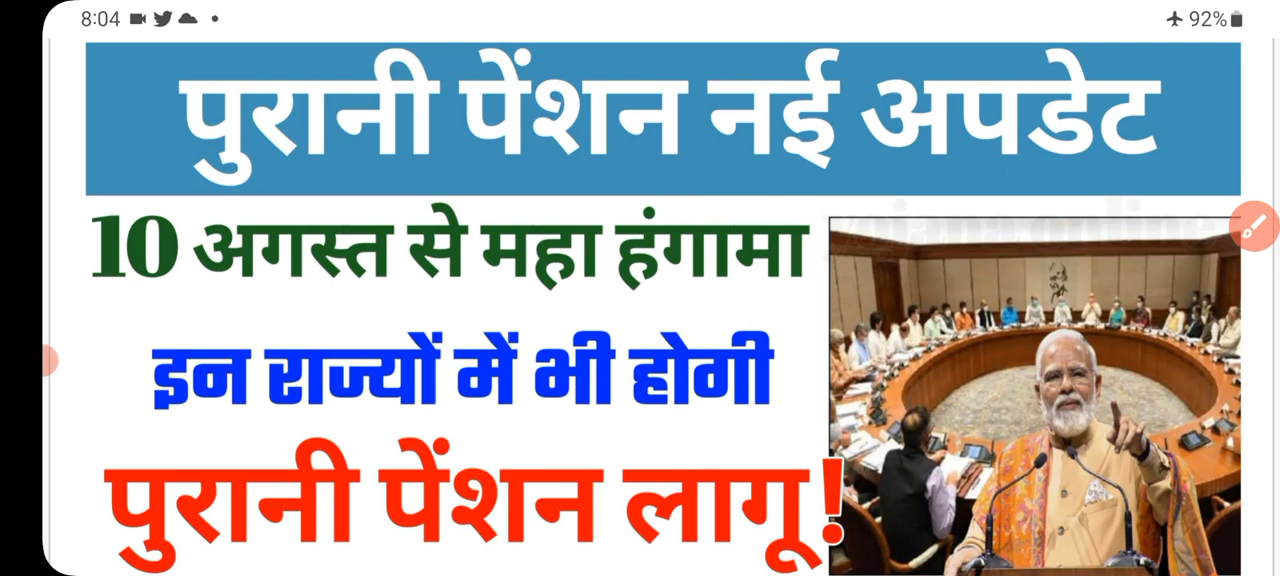 8:04
92%
पुरानी पेंशन नई अपडेट
10 अगस्त से महा हंगामा
इन राज्यों में भी होगी
पुरानी पेंशन लागू!